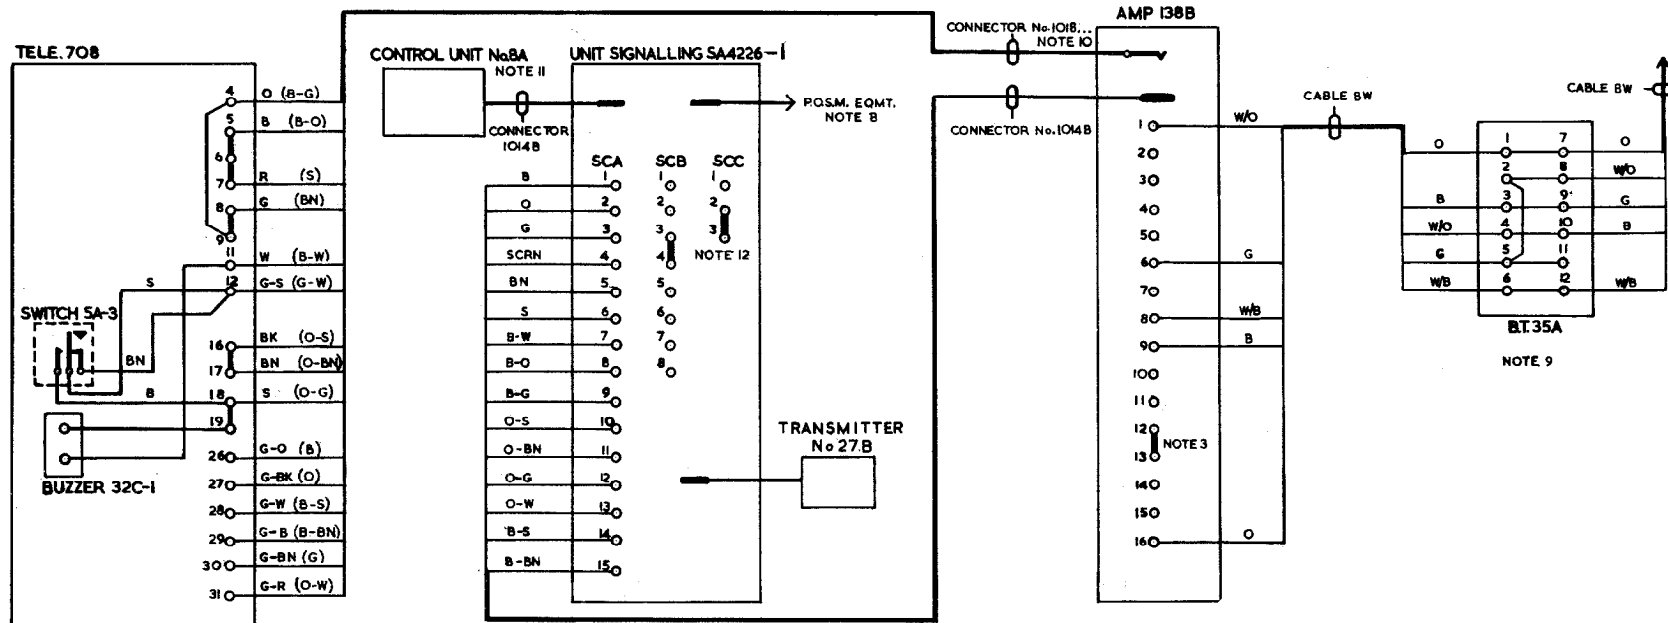 AMP 138B
CONNECTOR No.1018...
NOTE 10
TELE.708
CONTROL UNIT No.8A
NOTE 11
UNIT SIGNALLING SA4226-1
CONNECTOR
1014B
P.O.S.M. EQMT.
NOTE 8
CONNECTOR No.1014B
CABLE BW
CABLE BW
4 O (B-G)
5 B (B-O)
6
7 R (S)
8 G (BN)
9
11 W (B-W)
12 G-S (G-W)
16 BK (O-S)
17 BN (O-BN)
18 S (O-G)
19
26 G-O (B)
27 G-BK (O)
28 G-W (B-S)
29 G-B (B-BN)
30 G-BN (G)
31 G-R (O-W)
SWITCH 5A-3
S
BN
B
BUZZER 32C-1
SCA SCB SCC
B 1 1 1
O 2 2 2
G 3 3 3
SCRN 4 4 NOTE 12
BN 5 5
S 6 6
B-W 7 7
B-O 8 8
B-G 9
O-S 10
O-BN 11
O-G 12
O-W 13
B-S 14
B-BN 15
TRANSMITTER
No 27.B
1 W/O
2
3
4
5
6 G
7
8 W/B
9 B
10
11
12
NOTE 3
13
14
15
16 O
O 1 7 O
2 8 W/O
B 3 9 G
W/O 4 10 B
G 5 11
W/B 6 12 W/B
B.T.35A
NOTE 9